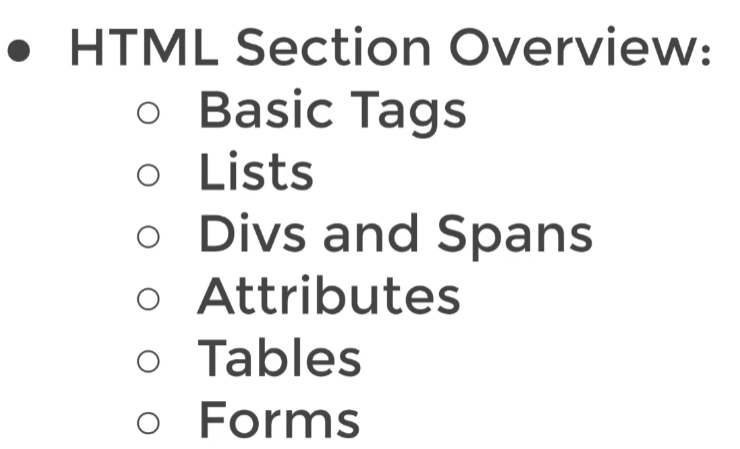 ● HTML Section Overview:
○ Basic Tags
○ Lists
○ Divs and Spans
○ Attributes
○ Tables
○ Forms